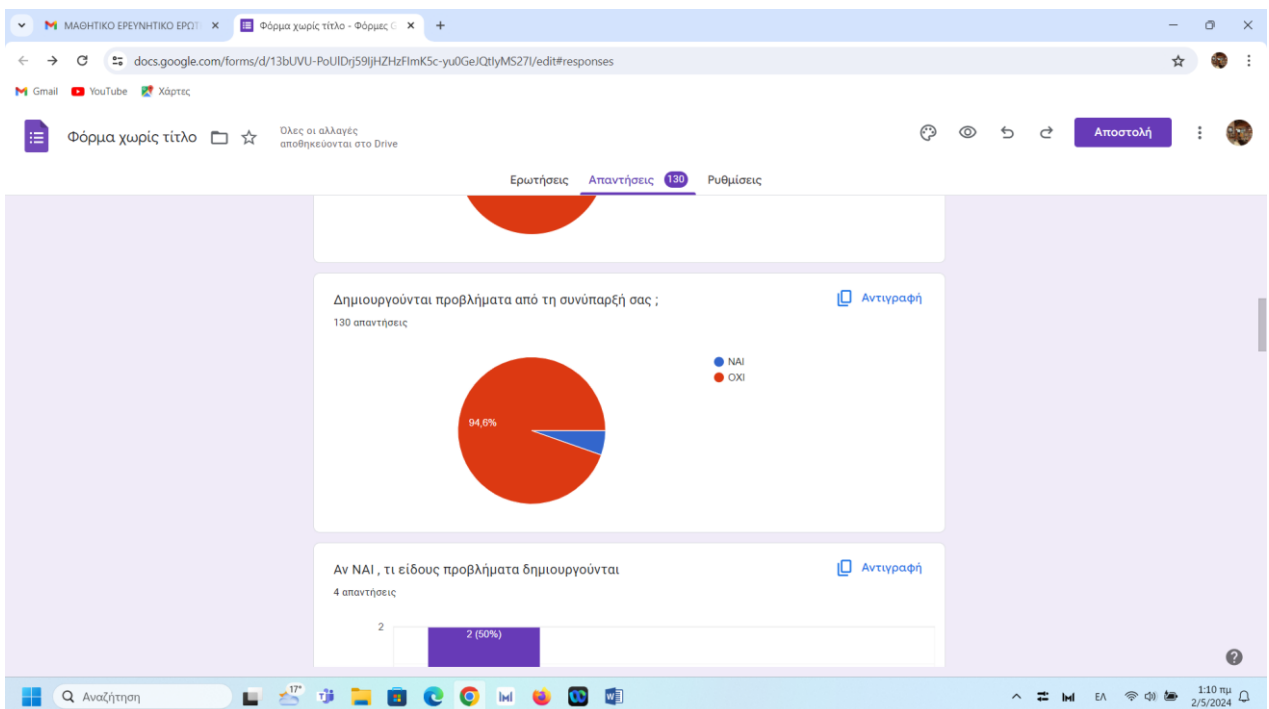 ΜΑΘΗΤΙΚΟ ΕΡΕΥΝΗΤΙΚΟ ΕΡΩΤ
Φόρμα χωρίς τίτλο - Φόρμες G
docs.google.com/forms/d/13bUVU-PoUlDrj59IjHZHzFImK5c-yu0GeJQtlyMS27I/edit#responses
Gmail YouTube Χάρτες
Φόρμα χωρίς τίτλο
Όλες οι αλλαγές
αποθηκεύονται στο Drive
Αποστολή
Ερωτήσεις Απαντήσεις 130 Ρυθμίσεις
Δημιουργούνται προβλήματα από τη συνύπαρξή σας ;
Αντιγραφή
130 απαντήσεις
ΝΑΙ
ΟΧΙ
94,6%
Αν ΝΑΙ , τι είδους προβλήματα δημιουργούνται
Αντιγραφή
4 απαντήσεις
2
2 (50%)
Αναζήτηση
17°
ΕΛ
1:10 πμ
2/5/2024